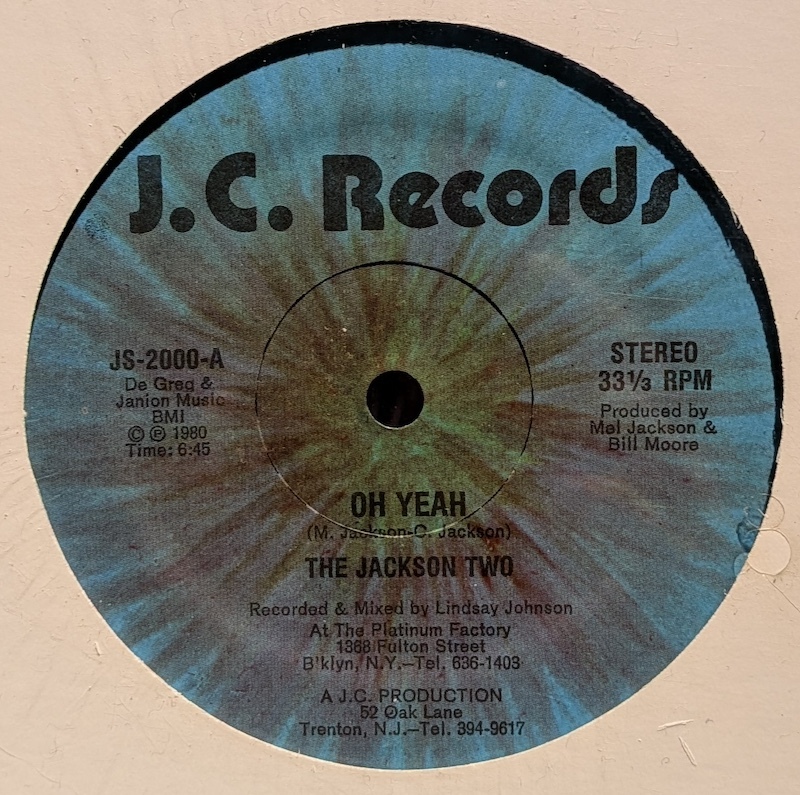 J.C. Records
JS-2000-A
De Greg &
Janion Music
BMI
© ℗ 1980
Time: 6:45
STEREO
33⅓ RPM
Produced by
Mel Jackson &
Bill Moore
OH YEAH
(M. Jackson-C. Jackson)
THE JACKSON TWO
Recorded & Mixed by Lindsay Johnson
At The Platinum Factory
1368 Fulton Street
B'klyn, N.Y.—Tel. 636-1403
A J.C. PRODUCTION
52 Oak Lane
Trenton, N.J.—Tel. 394-9617